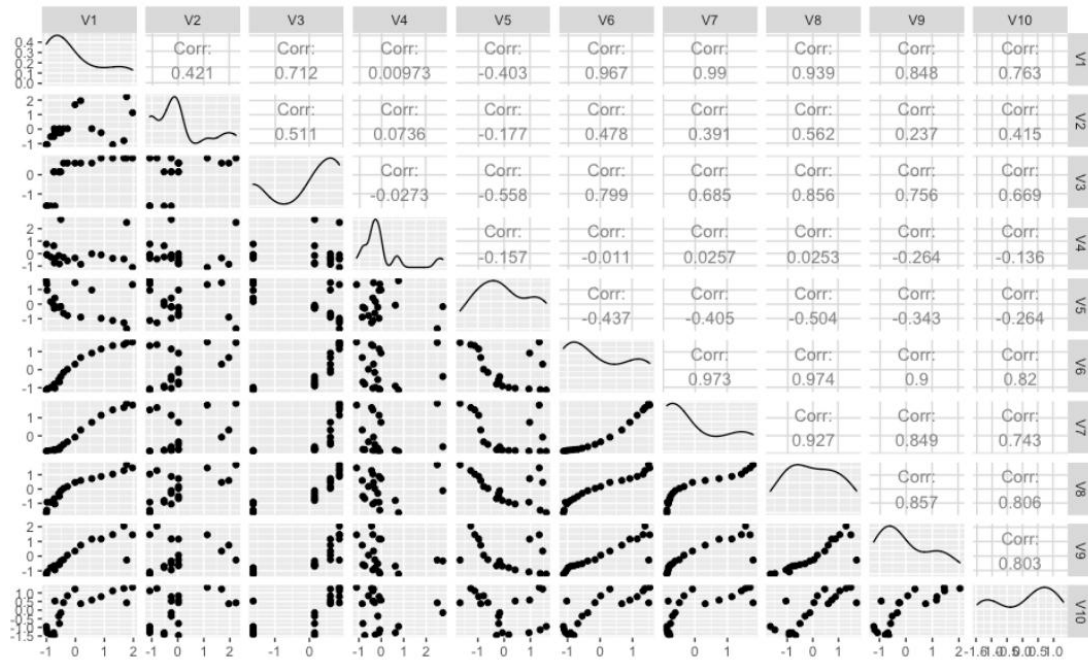 V1 V2 V3 V4 V5 V6 V7 V8 V9 V10
0.4 0.3 0.2 0.1 0.0
Corr: Corr: Corr: Corr: Corr: Corr: Corr: Corr: Corr:
0.421 0.712 0.00973 -0.403 0.967 0.99 0.939 0.848 0.763
V1
2 1 0 -1
Corr: Corr: Corr: Corr: Corr: Corr: Corr: Corr:
0.511 0.0736 -0.177 0.478 0.391 0.562 0.237 0.415
V2
0 -1
Corr: Corr: Corr: Corr: Corr: Corr: Corr:
-0.0273 -0.558 0.799 0.685 0.856 0.756 0.669
V3
2 1 0 -1
Corr: Corr: Corr: Corr: Corr: Corr:
-0.157 -0.011 0.0257 0.0253 -0.264 -0.136
V4
1 0 -1
Corr: Corr: Corr: Corr: Corr:
-0.437 -0.405 -0.504 -0.343 -0.264
V5
1 0 -1
Corr: Corr: Corr: Corr:
0.973 0.974 0.9 0.82
V6
1 0
Corr: Corr: Corr:
0.927 0.849 0.743
V7
1 0 -1
Corr: Corr:
0.857 0.806
V8
2 1 0 -1
Corr:
0.803
V9
1.0 0.5 0.0 -1.5
V10
-1 0 1 2 -1 0 1 2 -1 0 -1 0 1 2 -1 0 1 -1 0 1 0 1 -1 0 1 -1 0 1 2 0.5 1.0